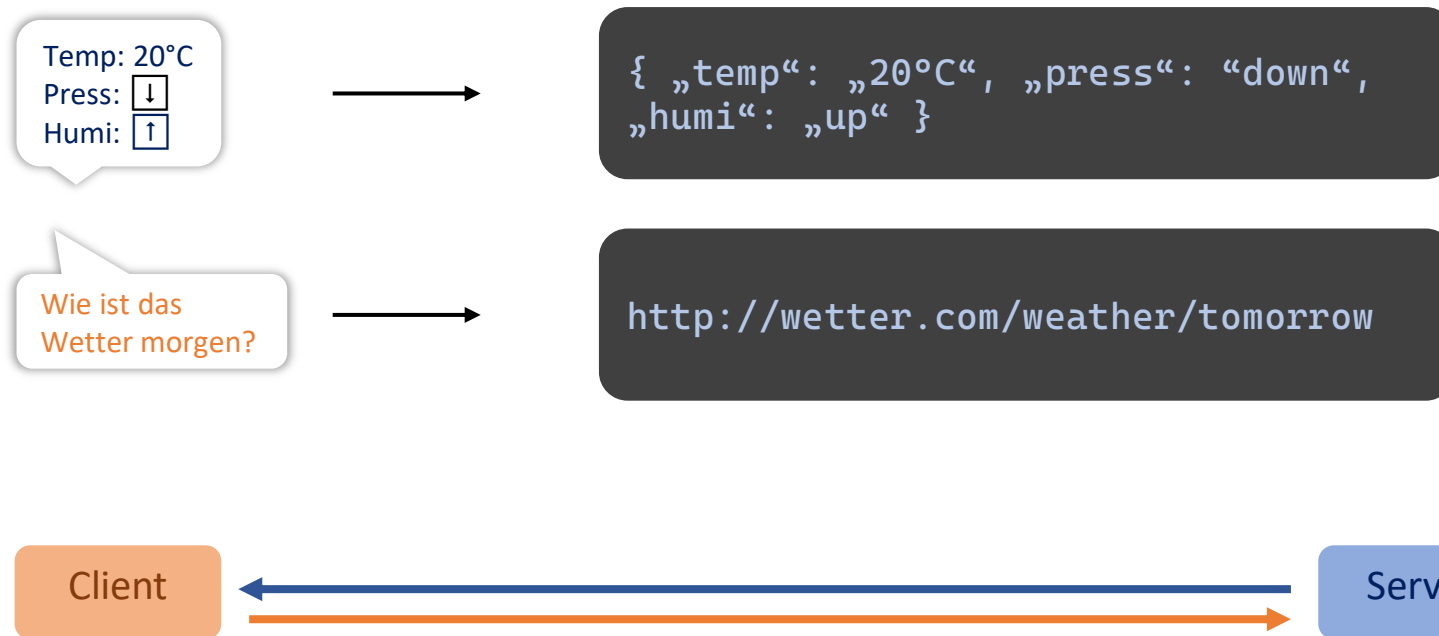 Temp: 20°C
Press: ↓
Humi: ↑
{ „temp“: „20°C“, „press“: “down“,
„humi“: „up“ }
Wie ist das
Wetter morgen?
http://wetter.com/weather/tomorrow
Client
Serv